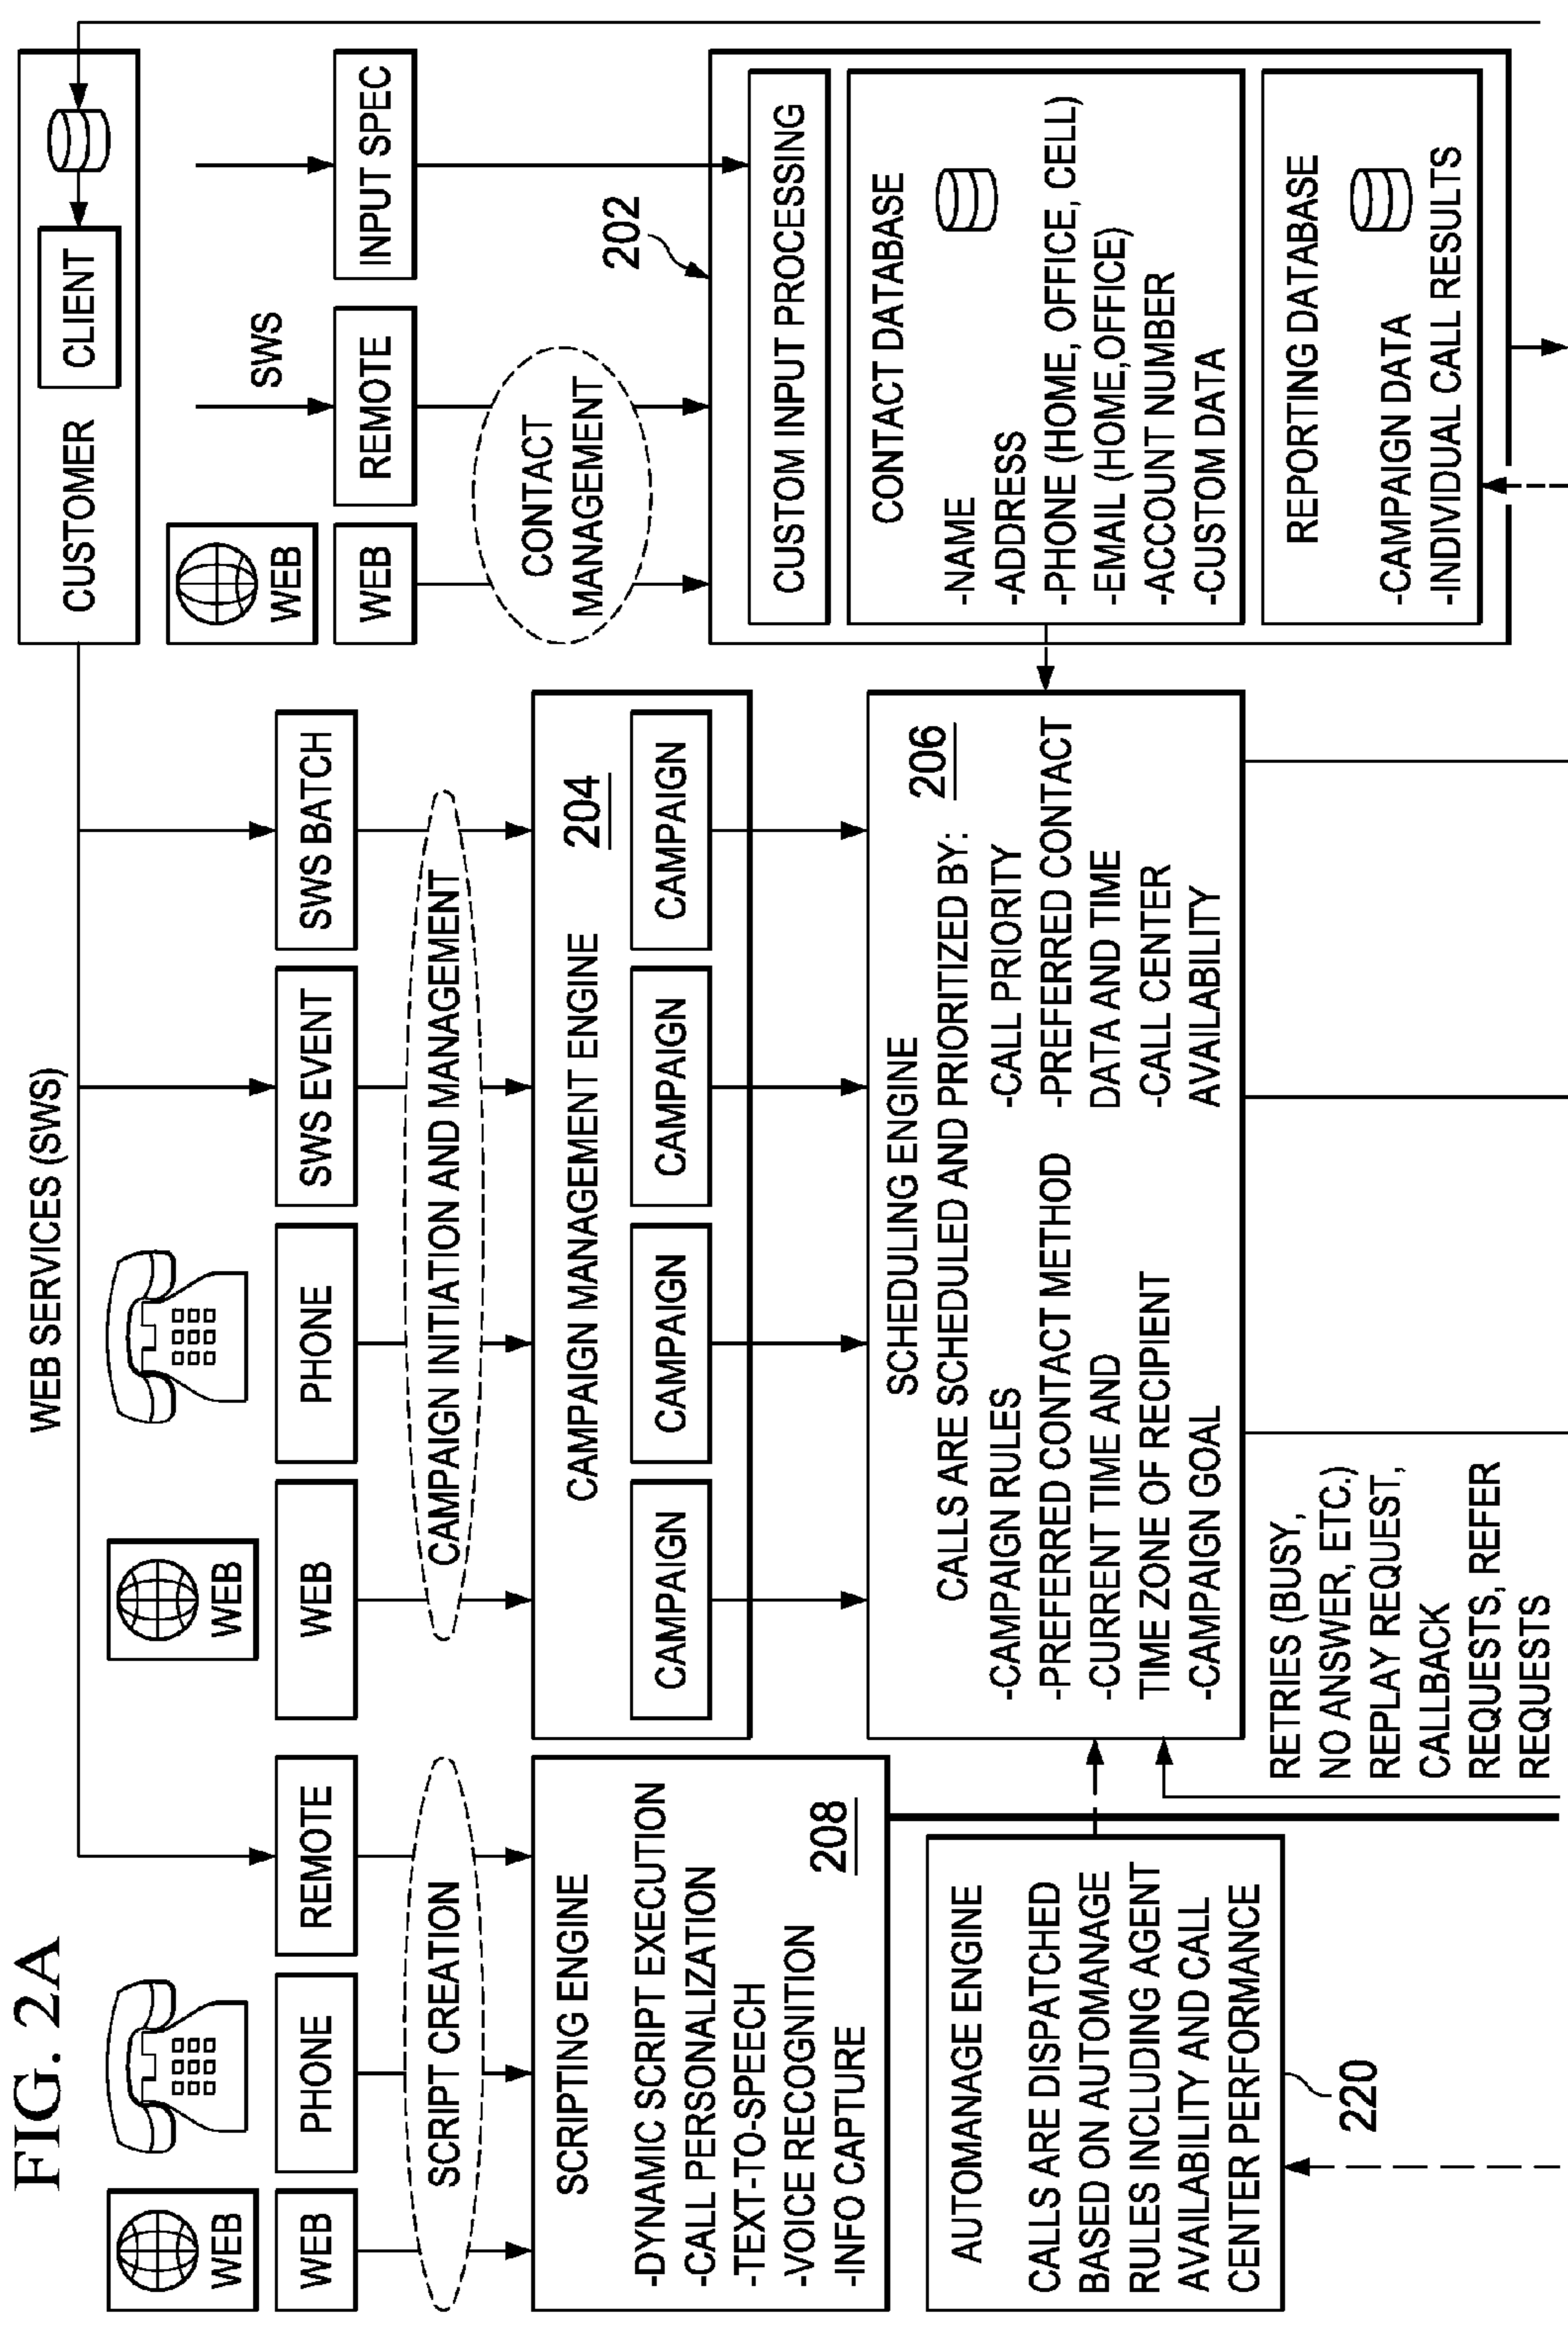 FIG. 2A
WEB SERVICES (SWS)
CUSTOMER
CLIENT
WEB
WEB
PHONE
REMOTE
SCRIPT CREATION
SCRIPTING ENGINE
-DYNAMIC SCRIPT EXECUTION
-CALL PERSONALIZATION
-TEXT-TO-SPEECH
-VOICE RECOGNITION
-INFO CAPTURE
208
WEB
WEB
PHONE
SWS EVENT
SWS BATCH
CAMPAIGN INITIATION AND MANAGEMENT
CAMPAIGN MANAGEMENT ENGINE
204
CAMPAIGN
CAMPAIGN
CAMPAIGN
CAMPAIGN
WEB
SWS
WEB
REMOTE
INPUT SPEC
CONTACT
MANAGEMENT
202
CUSTOM INPUT PROCESSING
CONTACT DATABASE
-NAME
-ADDRESS
-PHONE (HOME, OFFICE, CELL)
-EMAIL (HOME,OFFICE)
-ACCOUNT NUMBER
-CUSTOM DATA
REPORTING DATABASE
-CAMPAIGN DATA
-INDIVIDUAL CALL RESULTS
SCHEDULING ENGINE
206
CALLS ARE SCHEDULED AND PRIORITIZED BY:
-CAMPAIGN RULES
-PREFERRED CONTACT METHOD
-CURRENT TIME AND
TIME ZONE OF RECIPIENT
-CAMPAIGN GOAL
-CALL PRIORITY
-PREFERRED CONTACT
DATA AND TIME
-CALL CENTER
AVAILABILITY
AUTOMANAGE ENGINE
CALLS ARE DISPATCHED
BASED ON AUTOMANAGE
RULES INCLUDING AGENT
AVAILABILITY AND CALL
CENTER PERFORMANCE
220
RETRIES (BUSY,
NO ANSWER, ETC.)
REPLAY REQUEST,
CALLBACK
REQUESTS, REFER
REQUESTS